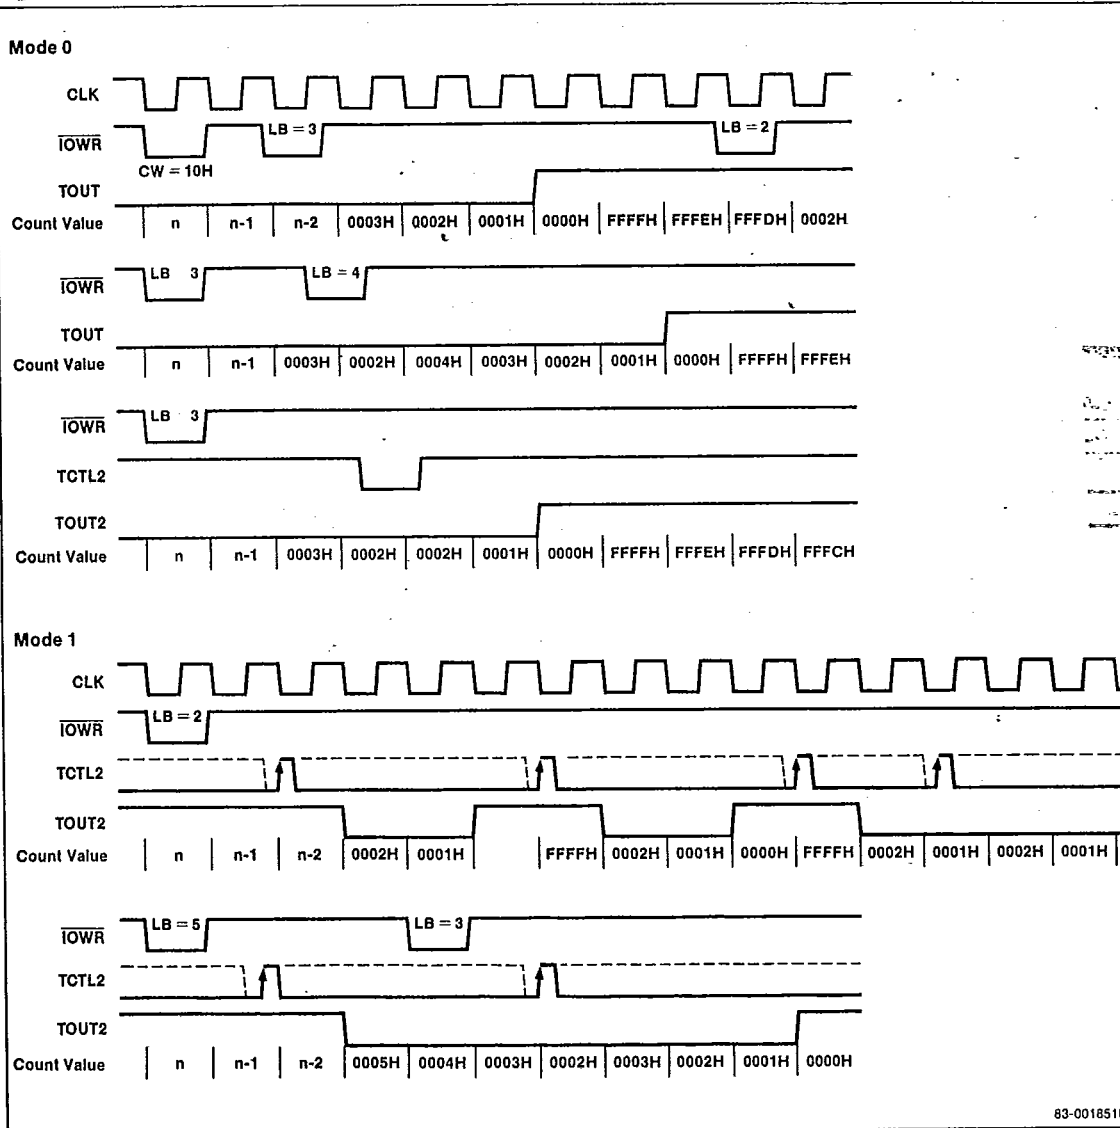 Mode 0
CLK
IOWR LB = 3 LB = 2
CW = 10H
TOUT
Count Value n n-1 n-2 0003H 0002H 0001H 0000H FFFFH FFFEH FFFDH 0002H
IOWR LB 3 LB = 4
TOUT
Count Value n n-1 0003H 0002H 0004H 0003H 0002H 0001H 0000H FFFFH FFFEH
IOWR LB 3
TCTL2
TOUT2
Count Value n n-1 0003H 0002H 0002H 0001H 0000H FFFFH FFFEH FFFDH FFFCH
Mode 1
CLK
IOWR LB = 2
TCTL2
TOUT2
Count Value n n-1 n-2 0002H 0001H FFFFH 0002H 0001H 0000H FFFFH 0002H 0001H 0002H 0001H
IOWR LB = 5 LB = 3
TCTL2
TOUT2
Count Value n n-1 n-2 0005H 0004H 0003H 0002H 0003H 0002H 0001H 0000H